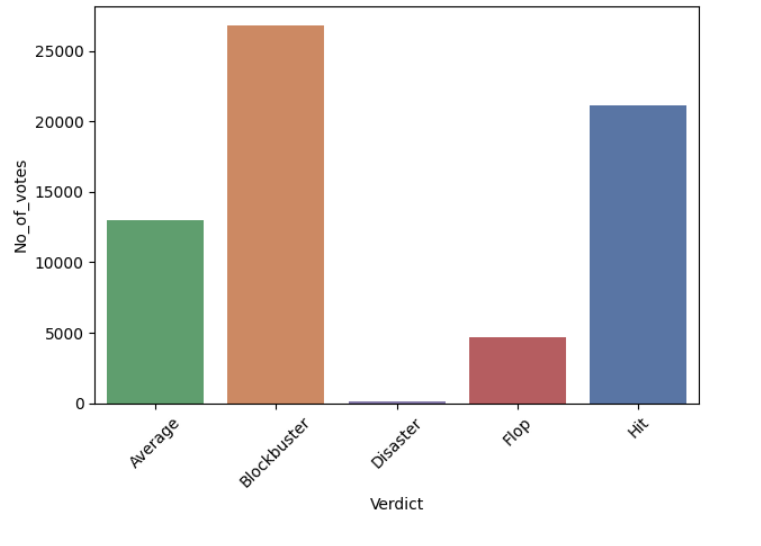 25000
20000
15000
10000
5000
0
No_of_votes
Average
Blockbuster
Disaster
Flop
Hit
Verdict